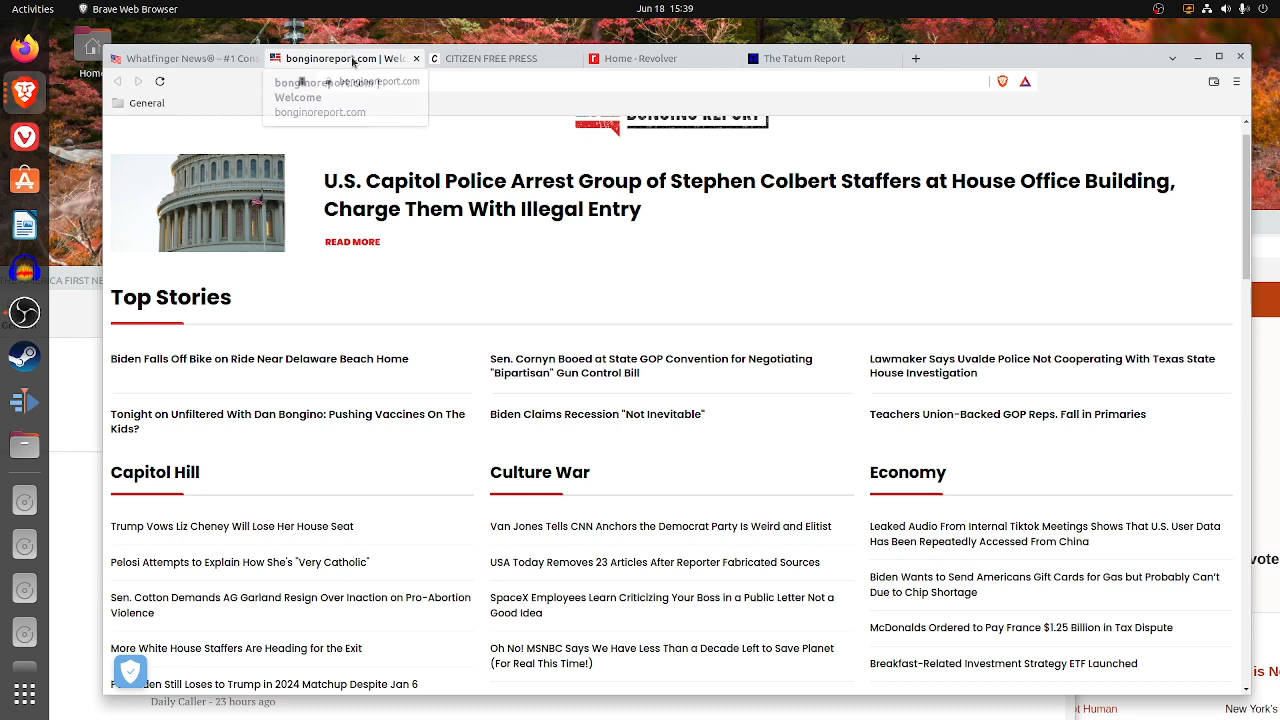 Activities
Brave Web Browser
Jun 18 15:39
Home
WhatFinger News® – #1 Cons
bonginoreport.com | Welc
CITIZEN FREE PRESS
Home - Revolver
The Tatum Report
bonginoreport.com
bonginoreport.com |
Welcome
bonginoreport.com
General
BONGINO REPORT
U.S. Capitol Police Arrest Group of Stephen Colbert Staffers at House Office Building,
Charge Them With Illegal Entry
READ MORE
Top Stories
Biden Falls Off Bike on Ride Near Delaware Beach Home
Sen. Cornyn Booed at State GOP Convention for Negotiating
"Bipartisan" Gun Control Bill
Lawmaker Says Uvalde Police Not Cooperating With Texas State
House Investigation
Tonight on Unfiltered With Dan Bongino: Pushing Vaccines On The
Kids?
Biden Claims Recession "Not Inevitable"
Teachers Union-Backed GOP Reps. Fall in Primaries
Capitol Hill
Trump Vows Liz Cheney Will Lose Her House Seat
Pelosi Attempts to Explain How She's "Very Catholic"
Sen. Cotton Demands AG Garland Resign Over Inaction on Pro-Abortion
Violence
More White House Staffers Are Heading for the Exit
Still Loses to Trump in 2024 Matchup Despite Jan 6
Culture War
Van Jones Tells CNN Anchors the Democrat Party Is Weird and Elitist
USA Today Removes 23 Articles After Reporter Fabricated Sources
SpaceX Employees Learn Criticizing Your Boss in a Public Letter Not a
Good Idea
Oh No! MSNBC Says We Have Less Than a Decade Left to Save Planet
(For Real This Time!)
Economy
Leaked Audio From Internal Tiktok Meetings Shows That U.S. User Data
Has Been Repeatedly Accessed From China
Biden Wants to Send Americans Gift Cards for Gas but Probably Can't
Due to Chip Shortage
McDonalds Ordered to Pay France $1.25 Billion in Tax Dispute
Breakfast-Related Investment Strategy ETF Launched
ICA FIRST NE
vote
is N
ot Human
New York's
Daily Caller - 23 hours ago